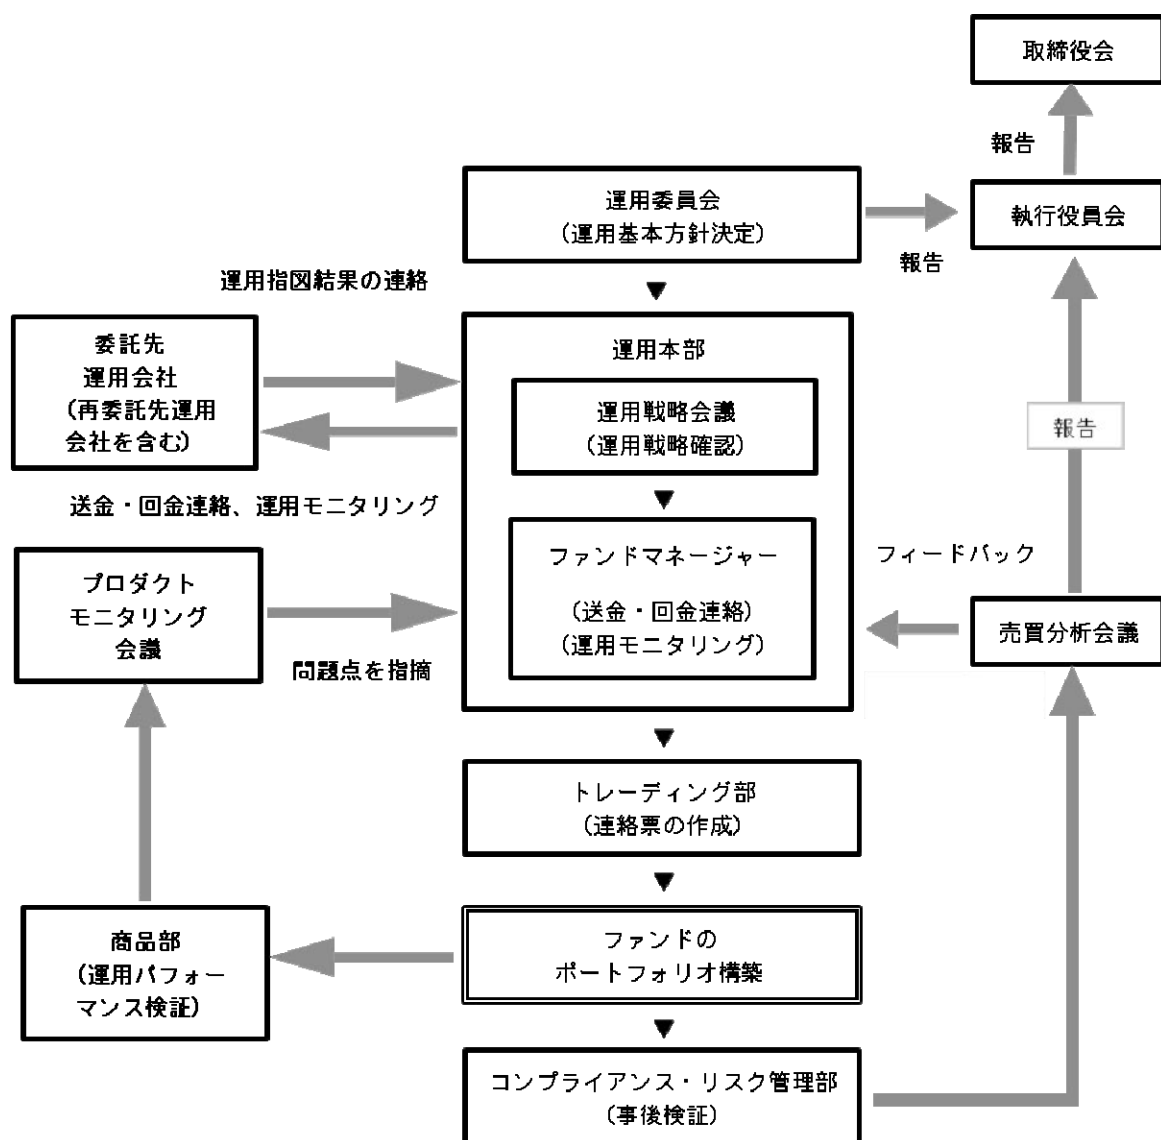 取締役会
報告
運用委員会
(運用基本方針決定)
執行役員会
報告
運用指図結果の連絡
委託先
運用会社
(再委託先運用
会社を含む)
運用本部
運用戦略会議
(運用戦略確認)
報告
送金・回金連絡、運用モニタリング
ファンドマネージャー
(送金・回金連絡)
(運用モニタリング)
フィードバック
プロダクト
モニタリング
会議
売買分析会議
問題点を指摘
トレーディング部
(連絡票の作成)
商品部
(運用パフォー
マンス検証)
ファンドの
ポートフォリオ構築
コンプライアンス・リスク管理部
(事後検証)